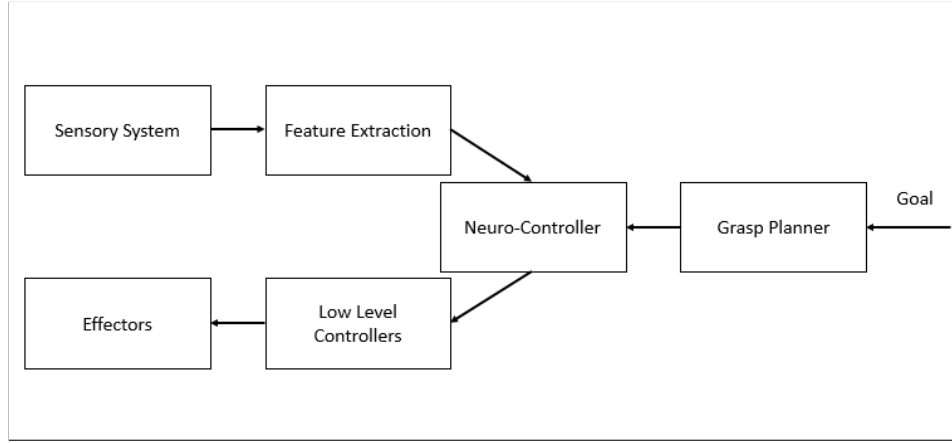 Sensory System
Feature Extraction
Goal
Neuro-Controller
Grasp Planner
Effectors
Low Level
Controllers